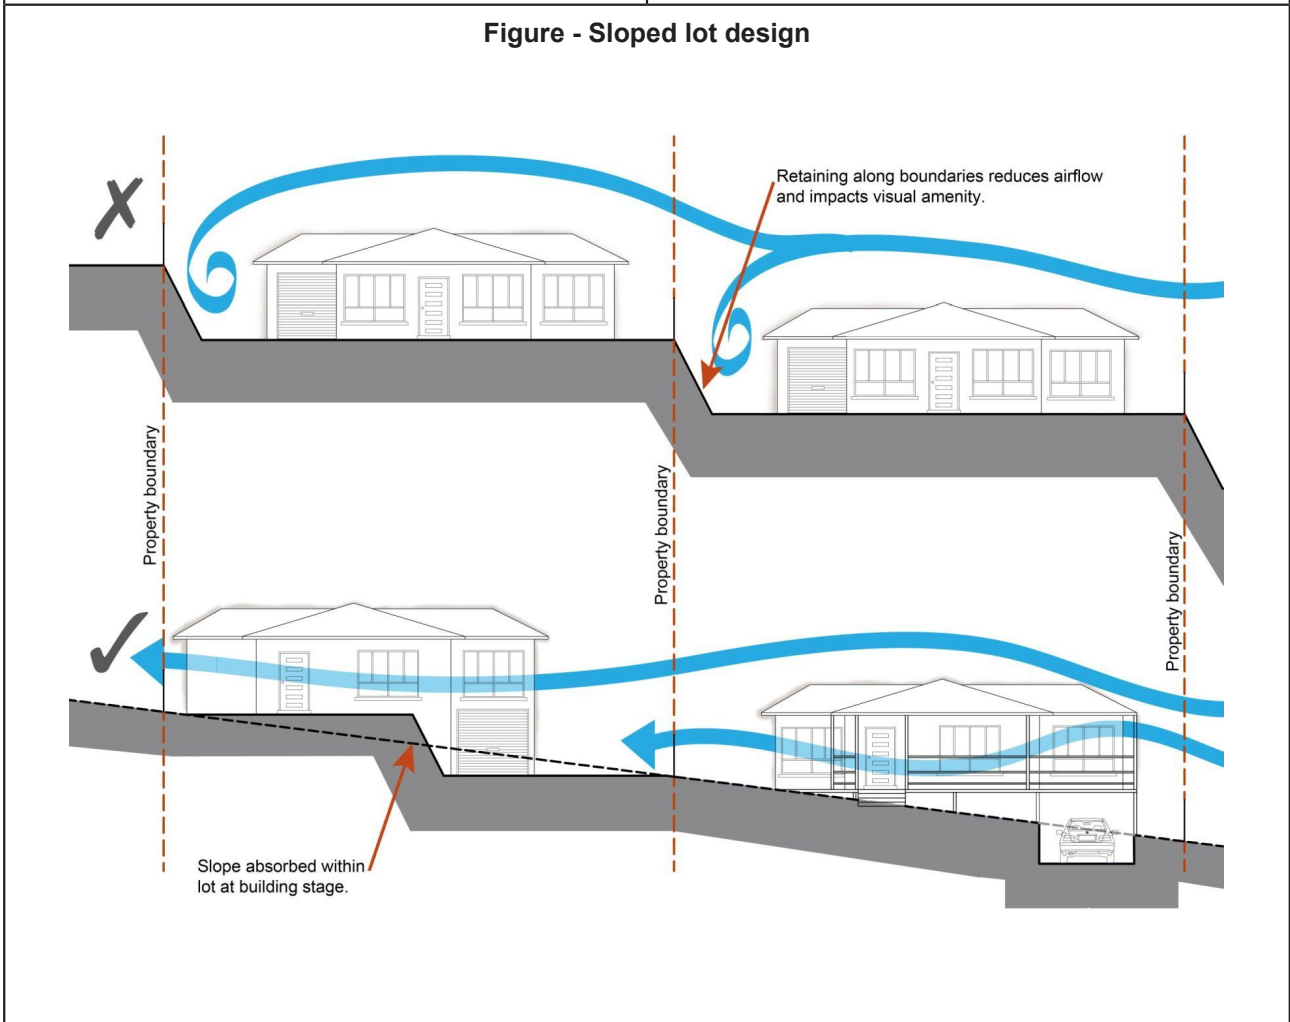 Figure - Sloped lot design
Retaining along boundaries reduces airflow
and impacts visual amenity.
Property boundary
Property boundary
Property boundary
Slope absorbed within
lot at building stage.